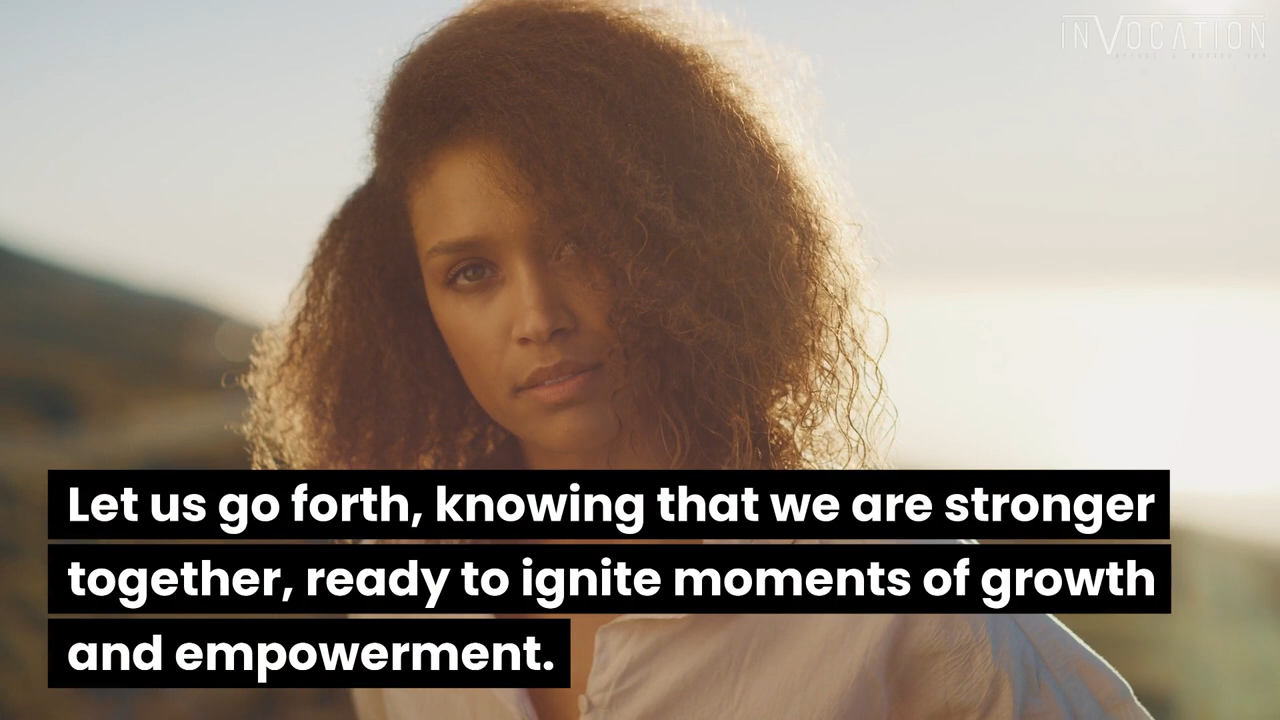 INVOCATION
Let us go forth, knowing that we are stronger
together, ready to ignite moments of growth
and empowerment.